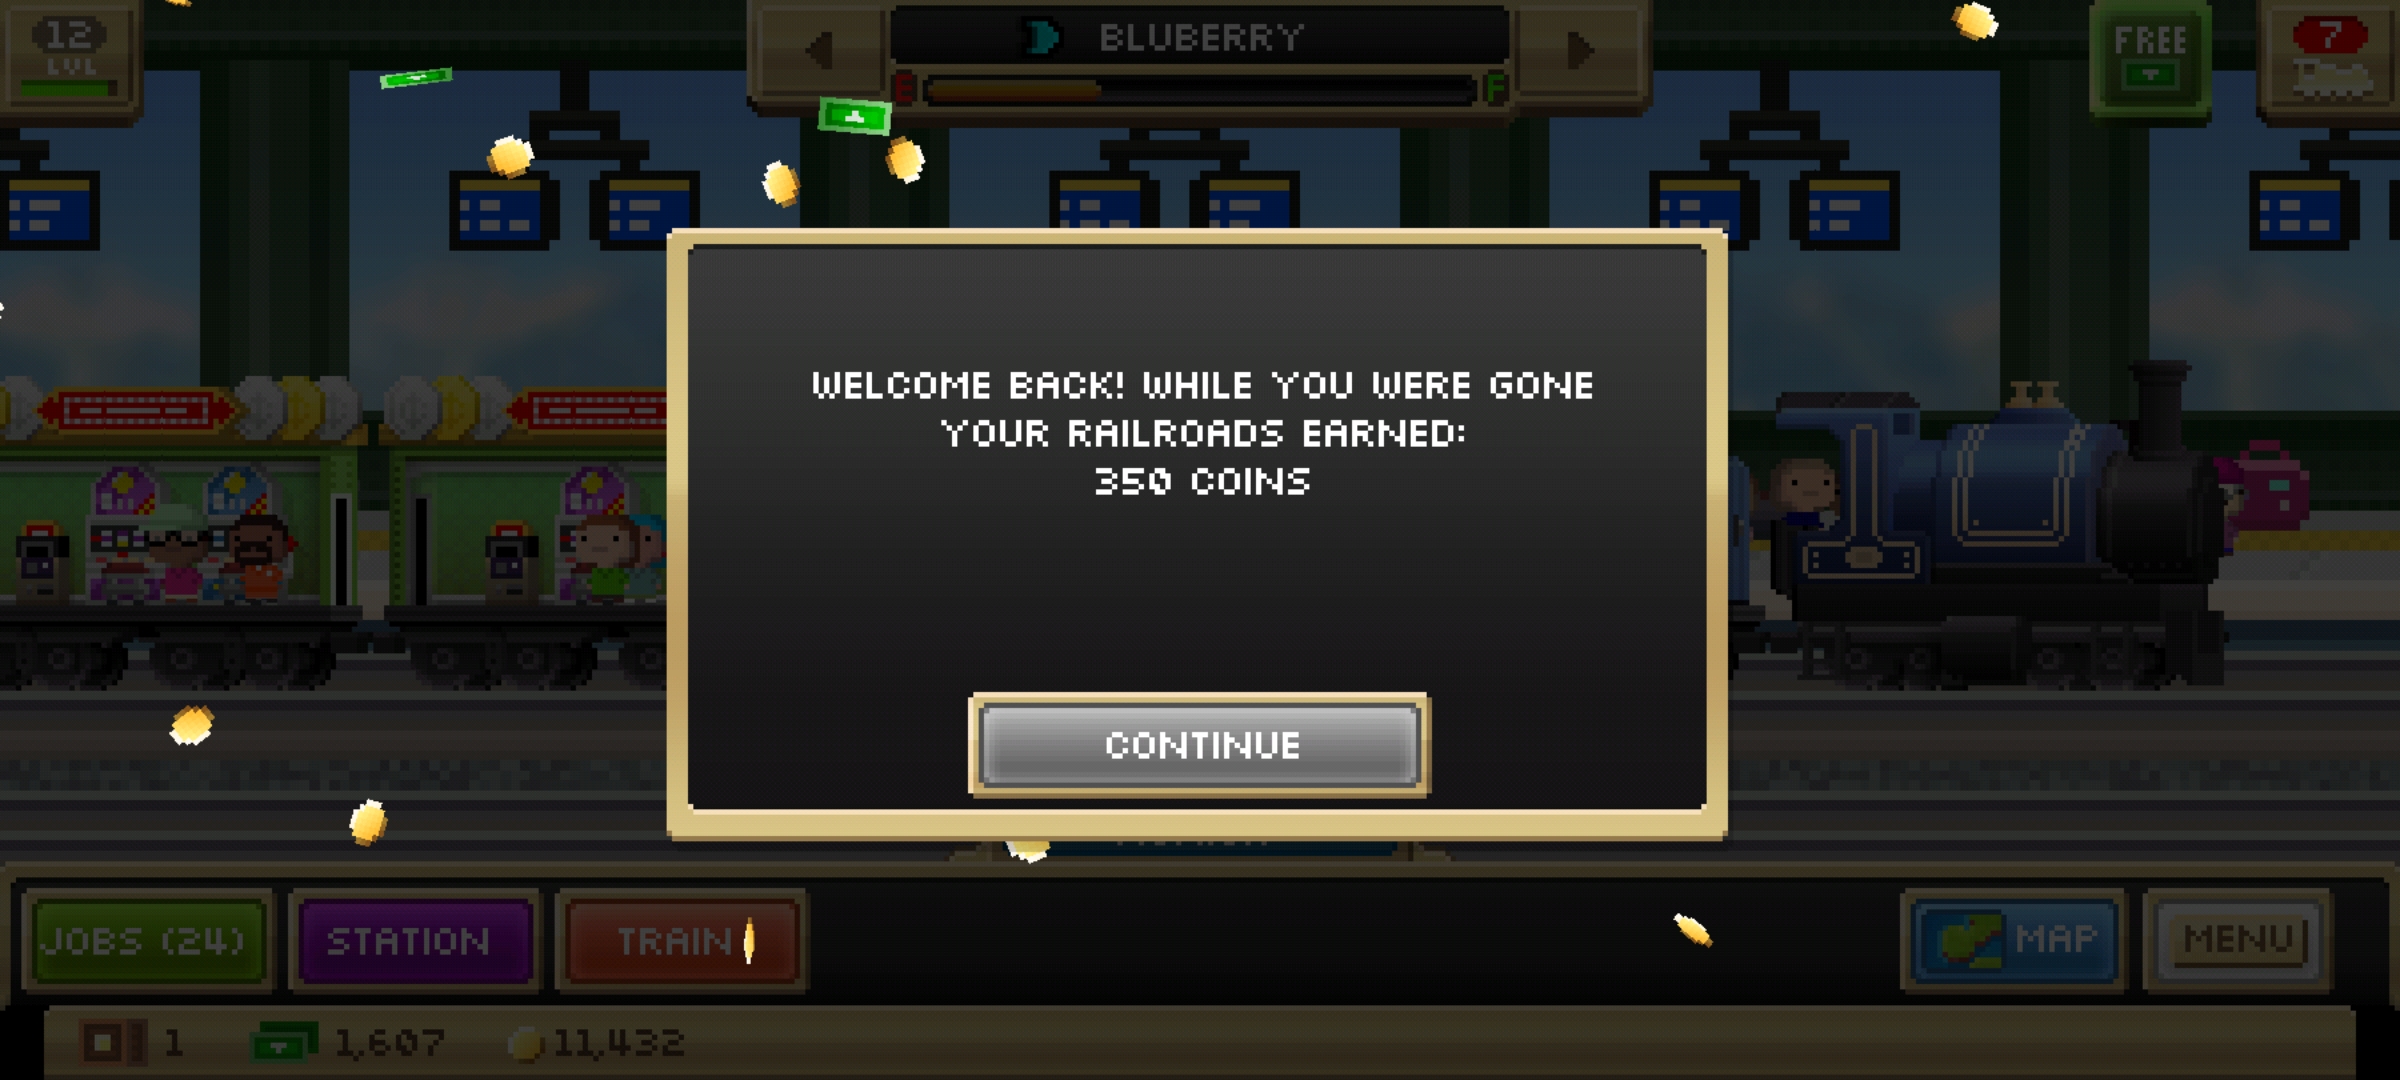 12
LVL
BLUBERRY
E
F
FREE
7
WELCOME BACK! WHILE YOU WERE GONE
YOUR RAILROADS EARNED:
350 COINS
CONTINUE
JOBS (24)
STATION
TRAIN
MAP
MENU
1
1,607
11,432